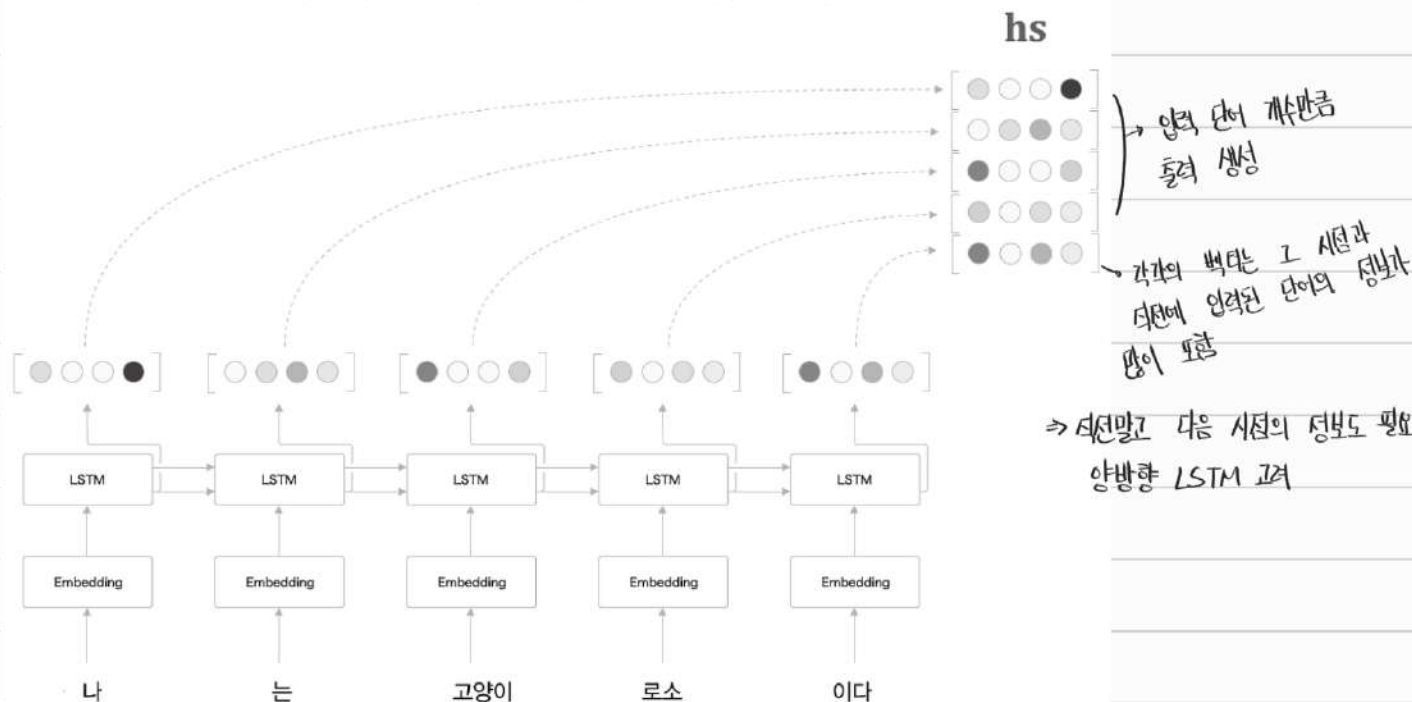 hs
→ 입력 단어 개수만큼
출력 생성
각각의 벡터는 그 시점과
직전에 입력된 단어의 정보가
많이 포함
⇒ 직전말고 다음 시점의 정보도 필요
양방향 LSTM 고려
LSTM LSTM LSTM LSTM LSTM
Embedding Embedding Embedding Embedding Embedding
나 는 고양이 로소 이다